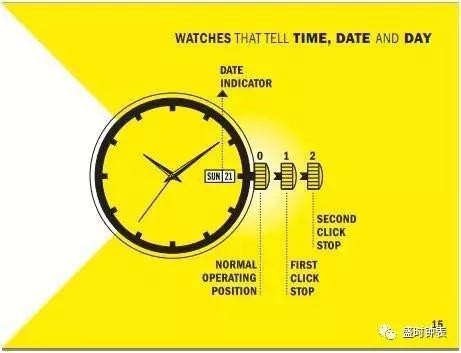 WATCHES THAT TELL TIME, DATE AND DAY
DATE
INDICATOR
0 1 2
SUN 21
SECOND
CLICK
STOP
NORMAL
OPERATING
POSITION
FIRST
CLICK
STOP
15
盛时钟表